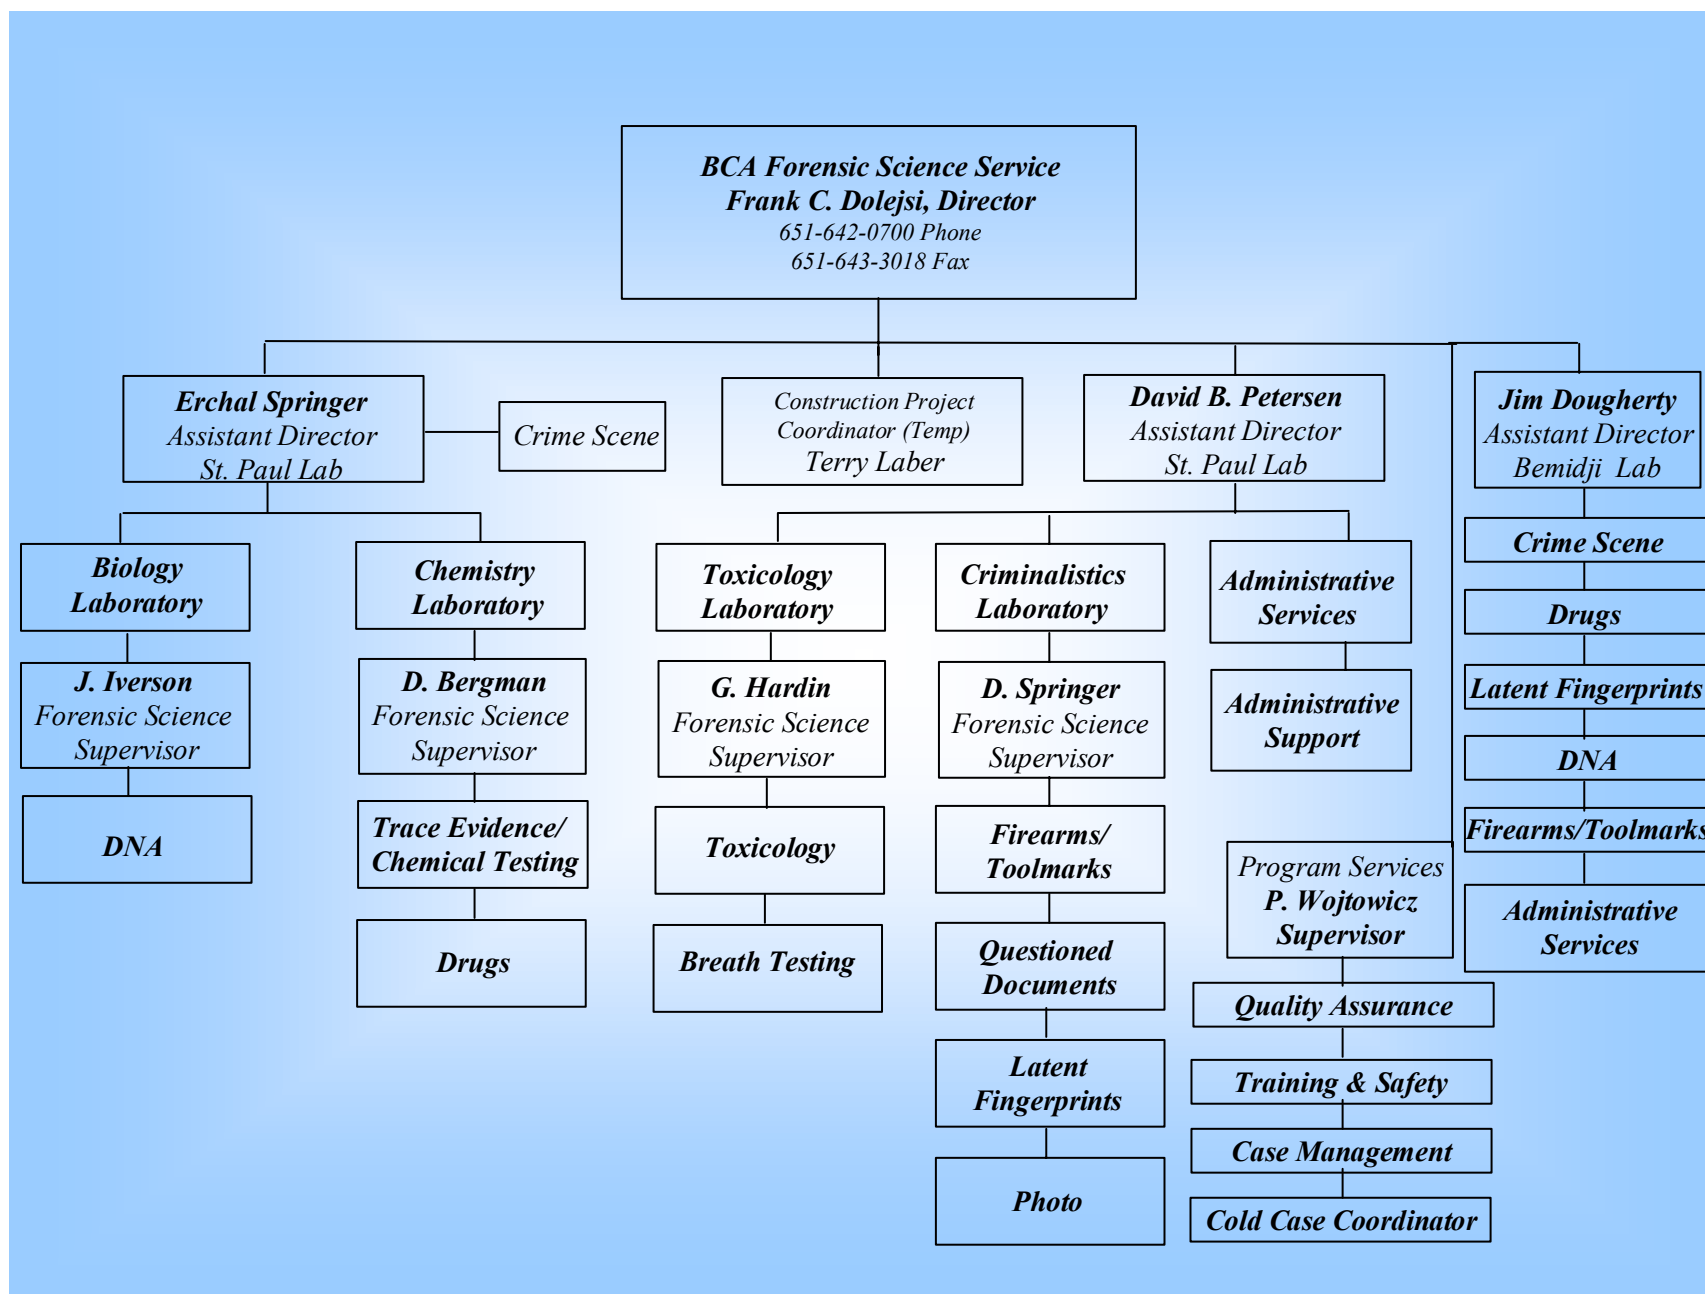 BCA Forensic Science Service
Frank C. Dolejsi, Director
651-642-0700 Phone
651-643-3018 Fax
Erchal Springer
Assistant Director
St. Paul Lab
Crime Scene
Construction Project
Coordinator (Temp)
Terry Laber
David B. Petersen
Assistant Director
St. Paul Lab
Jim Dougherty
Assistant Director
Bemidji Lab
Biology
Laboratory
J. Iverson
Forensic Science
Supervisor
DNA
Chemistry
Laboratory
D. Bergman
Forensic Science
Supervisor
Trace Evidence/
Chemical Testing
Drugs
Toxicology
Laboratory
G. Hardin
Forensic Science
Supervisor
Toxicology
Breath Testing
Criminalistics
Laboratory
D. Springer
Forensic Science
Supervisor
Firearms/
Toolmarks
Questioned
Documents
Latent
Fingerprints
Photo
Administrative
Services
Administrative
Support
Program Services
P. Wojtowicz
Supervisor
Quality Assurance
Training & Safety
Case Management
Cold Case Coordinator
Crime Scene
Drugs
Latent Fingerprints
DNA
Firearms/Toolmarks
Administrative
Services